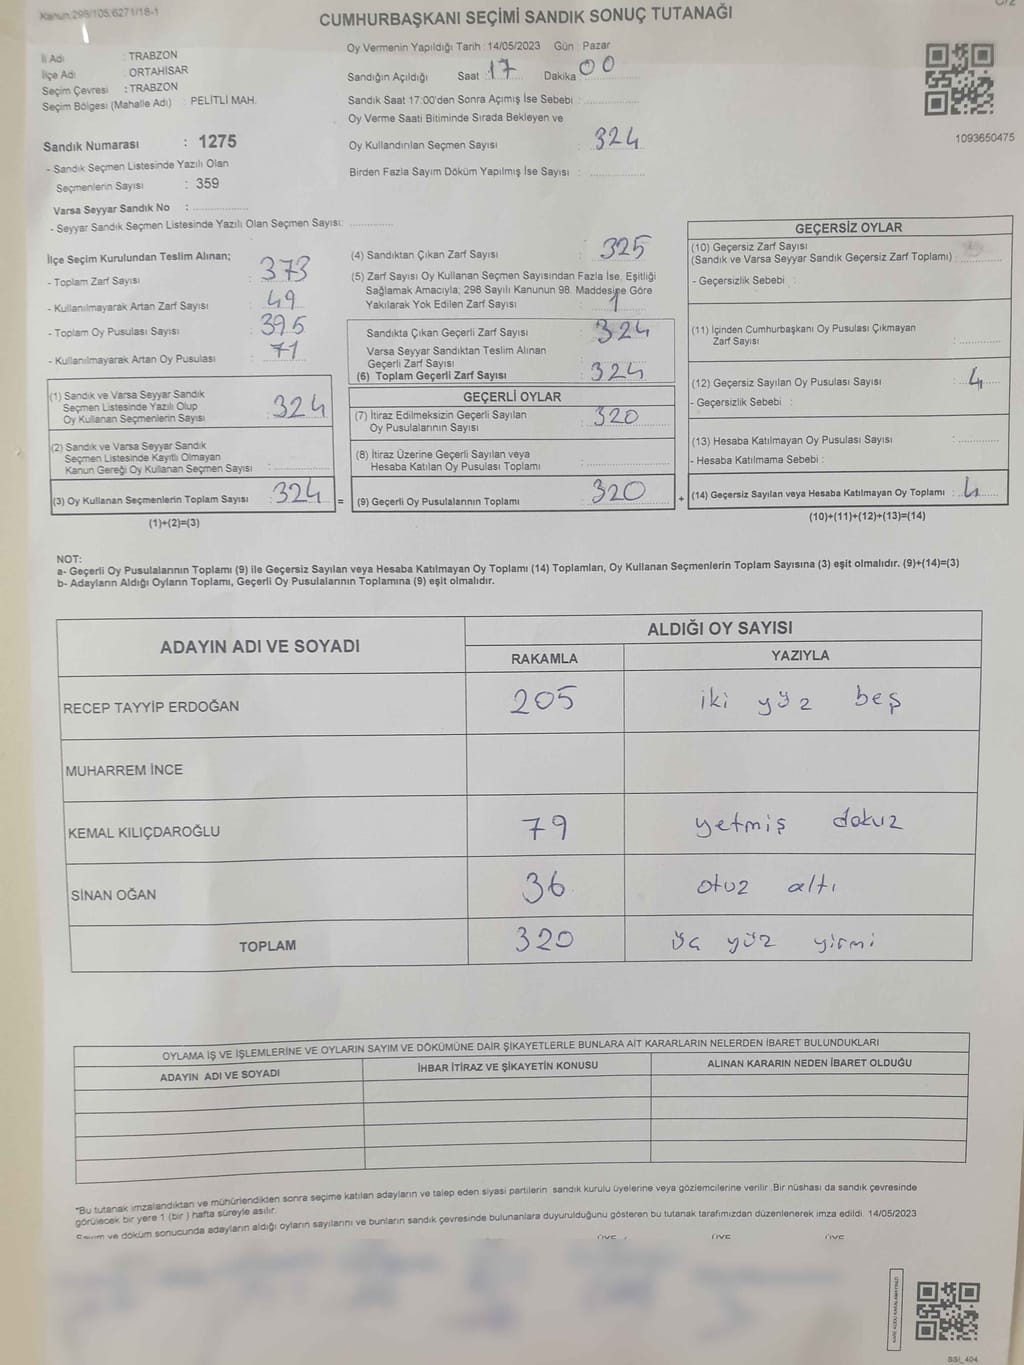 Kanun:298/105,6271/18-1
CUMHURBAŞKANI SEÇİMİ SANDIK SONUÇ TUTANAĞI
İl Adı : TRABZON
İlçe Adı : ORTAHİSAR
Seçim Çevresi : TRABZON
Seçim Bölgesi (Mahalle Adı) : PELİTLİ MAH.
Sandık Numarası : 1275
- Sandık Seçmen Listesinde Yazılı Olan
Seçmenlerin Sayısı : 359
Varsa Seyyar Sandık No :
- Seyyar Sandık Seçmen Listesinde Yazılı Olan Seçmen Sayısı:
Oy Vermenin Yapıldığı Tarih : 14/05/2023 Gün : Pazar
Sandığın Açıldığı Saat : 17 Dakika : 00
Sandık Saat 17:00'den Sonra Açımış İse Sebebi :
Oy Verme Saati Bitiminde Sırada Bekleyen ve
Oy Kullandırılan Seçmen Sayısı : 324
Birden Fazla Sayım Döküm Yapılmış İse Sayısı :
1093650475
İlçe Seçim Kurulundan Teslim Alınan;
- Toplam Zarf Sayısı : 373
- Kullanılmayarak Artan Zarf Sayısı : 49
- Toplam Oy Pusulası Sayısı : 395
- Kullanılmayarak Artan Oy Pusulası : 71
(1) Sandık ve Varsa Seyyar Sandık
Seçmen Listesinde Yazılı Olup
Oy Kullanan Seçmenlerin Sayısı : 324
(2) Sandık ve Varsa Seyyar Sandık
Seçmen Listesinde Kayıtlı Olmayan
Kanun Gereği Oy Kullanan Seçmen Sayısı :
(3) Oy Kullanan Seçmenlerin Toplam Sayısı : 324
(1)+(2)=(3)
=
(4) Sandıktan Çıkan Zarf Sayısı : 325
(5) Zarf Sayısı Oy Kullanan Seçmen Sayısından Fazla İse, Eşitliği
Sağlamak Amacıyla; 298 Sayılı Kanunun 98. Maddesine Göre
Yakılarak Yok Edilen Zarf Sayısı : 1
Sandıkta Çıkan Geçerli Zarf Sayısı : 324
Varsa Seyyar Sandıktan Teslim Alınan
Geçerli Zarf Sayısı
(6) Toplam Geçerli Zarf Sayısı : 324
GEÇERLİ OYLAR
(7) İtiraz Edilmeksizin Geçerli Sayılan
Oy Pusulalarının Sayısı : 320
(8) İtiraz Üzerine Geçerli Sayılan veya
Hesaba Katılan Oy Pusulası Toplamı :
(9) Geçerli Oy Pusulalarının Toplamı : 320
+
GEÇERSİZ OYLAR
(10) Geçersiz Zarf Sayısı
(Sandık ve Varsa Seyyar Sandık Geçersiz Zarf Toplamı) :
- Geçersizlik Sebebi :
(11) İçinden Cumhurbaşkanı Oy Pusulası Çıkmayan
Zarf Sayısı :
(12) Geçersiz Sayılan Oy Pusulası Sayısı : 4
- Geçersizlik Sebebi :
(13) Hesaba Katılmayan Oy Pusulası Sayısı :
- Hesaba Katılmama Sebebi :
(14) Geçersiz Sayılan veya Hesaba Katılmayan Oy Toplamı : 4
(10)+(11)+(12)+(13)=(14)
NOT:
a- Geçerli Oy Pusulalarının Toplamı (9) ile Geçersiz Sayılan veya Hesaba Katılmayan Oy Toplamı (14) Toplamları, Oy Kullanan Seçmenlerin Toplam Sayısına (3) eşit olmalıdır. (9)+(14)=(3)
b- Adayların Aldığı Oyların Toplamı, Geçerli Oy Pusulalarının Toplamına (9) eşit olmalıdır.
ADAYIN ADI VE SOYADI
ALDIĞI OY SAYISI
RAKAMLA YAZIYLA
RECEP TAYYİP ERDOĞAN 205 iki yüz beş
MUHARREM İNCE
KEMAL KILIÇDAROĞLU 79 yetmiş dokuz
SİNAN OĞAN 36 otuz altı
TOPLAM 320 üç yüz yirmi
OYLAMA İŞ VE İŞLEMLERİNE VE OYLARIN SAYIM VE DÖKÜMÜNE DAİR ŞİKAYETLERLE BUNLARA AİT KARARLARIN NELERDEN İBARET BULUNDUKLARI
ADAYIN ADI VE SOYADI İHBAR İTİRAZ VE ŞİKAYETİN KONUSU ALINAN KARARIN NEDEN İBARET OLDUĞU
*Bu tutanak imzalandıktan ve mühürlendikten sonra seçime katılan adayların ve talep eden siyasi partilerin sandık kurulu üyelerine veya gözlemcilerine verilir. Bir nüshası da sandık çevresinde
görülecek bir yere 1 (bir) hafta süreyle asılır.
Sayım ve döküm sonucunda adayların aldığı oyların sayılarını ve bunların sandık çevresinde bulunanlara duyurulduğunu gösteren bu tutanak tarafımızdan düzenlenerek imza edildi. 14/05/2023
ÜYE ÜYE ÜYE
SSI_404